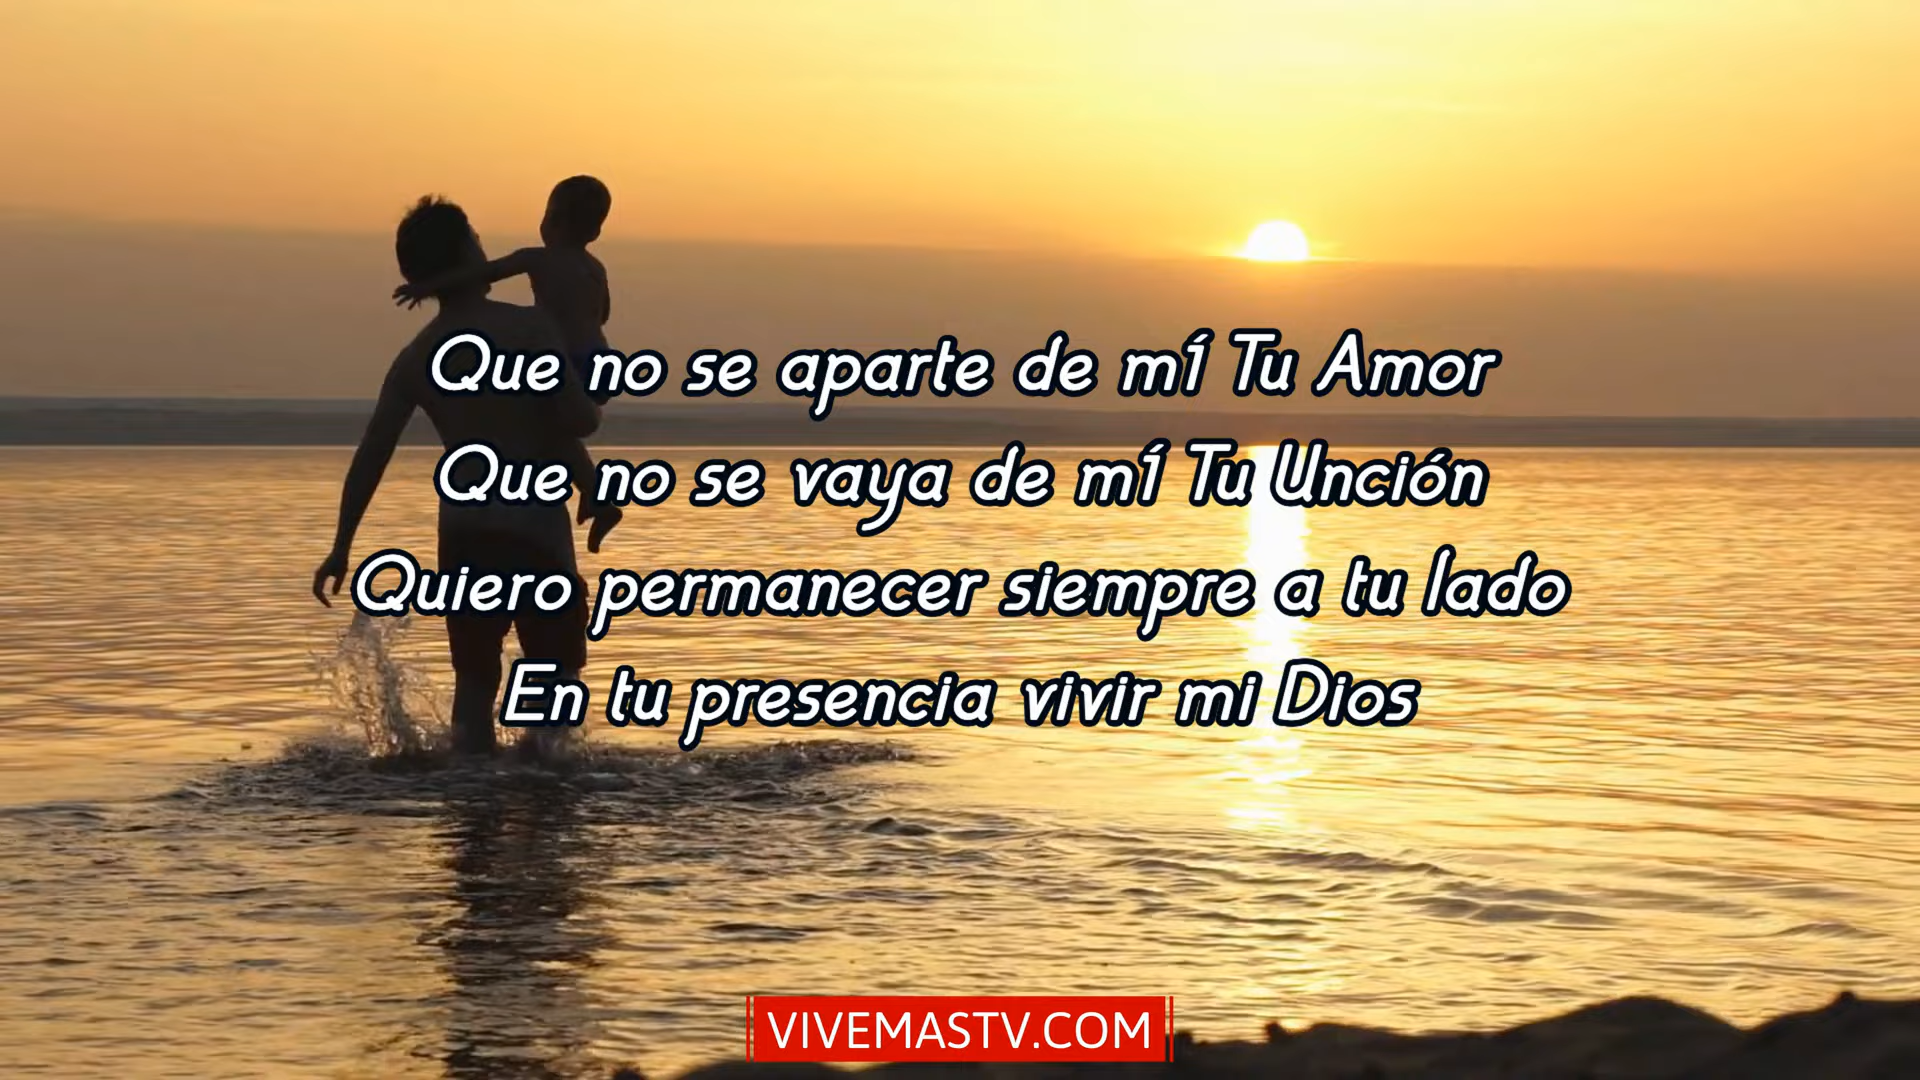 Que no se aparte de mí Tu Amor
Que no se vaya de mí Tu Unción
Quiero permanecer siempre a tu lado
En tu presencia vivir mi Dios
VIVEMASTV.COM